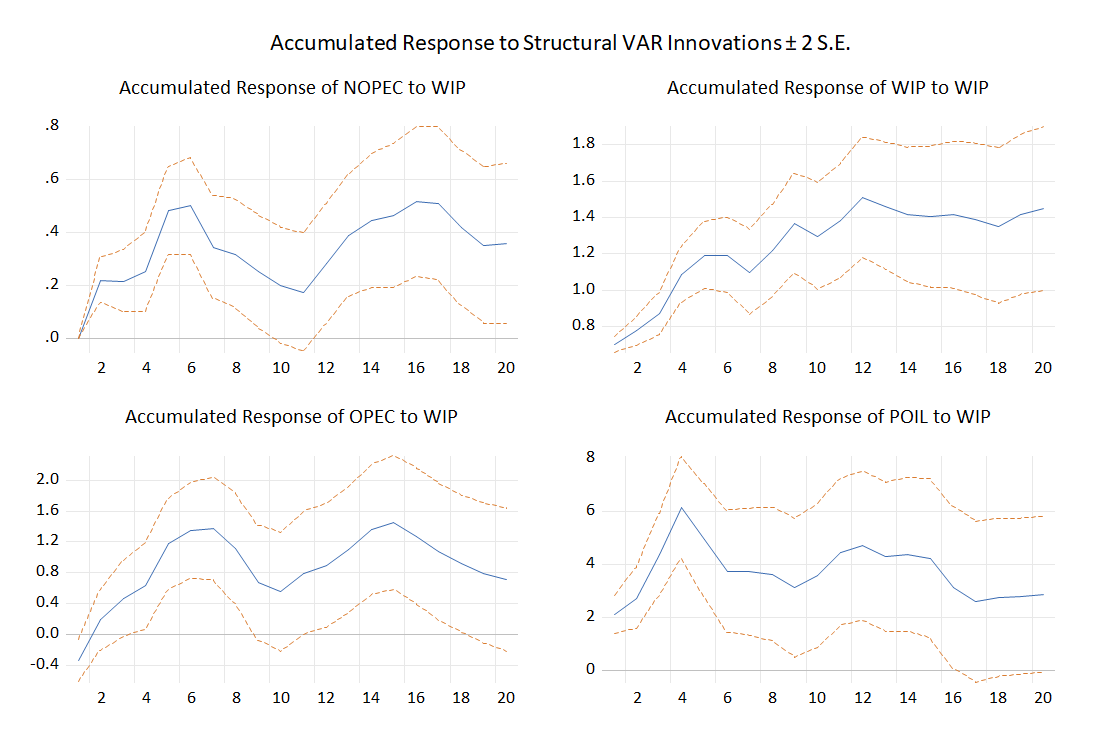 Accumulated Response to Structural VAR Innovations ± 2 S.E.
Accumulated Response of NOPEC to WIP
.8
.6
.4
.2
.0
2 4 6 8 10 12 14 16 18 20
Accumulated Response of WIP to WIP
1.8
1.6
1.4
1.2
1.0
0.8
2 4 6 8 10 12 14 16 18 20
Accumulated Response of OPEC to WIP
2.0
1.6
1.2
0.8
0.4
0.0
-0.4
2 4 6 8 10 12 14 16 18 20
Accumulated Response of POIL to WIP
8
6
4
2
0
2 4 6 8 10 12 14 16 18 20